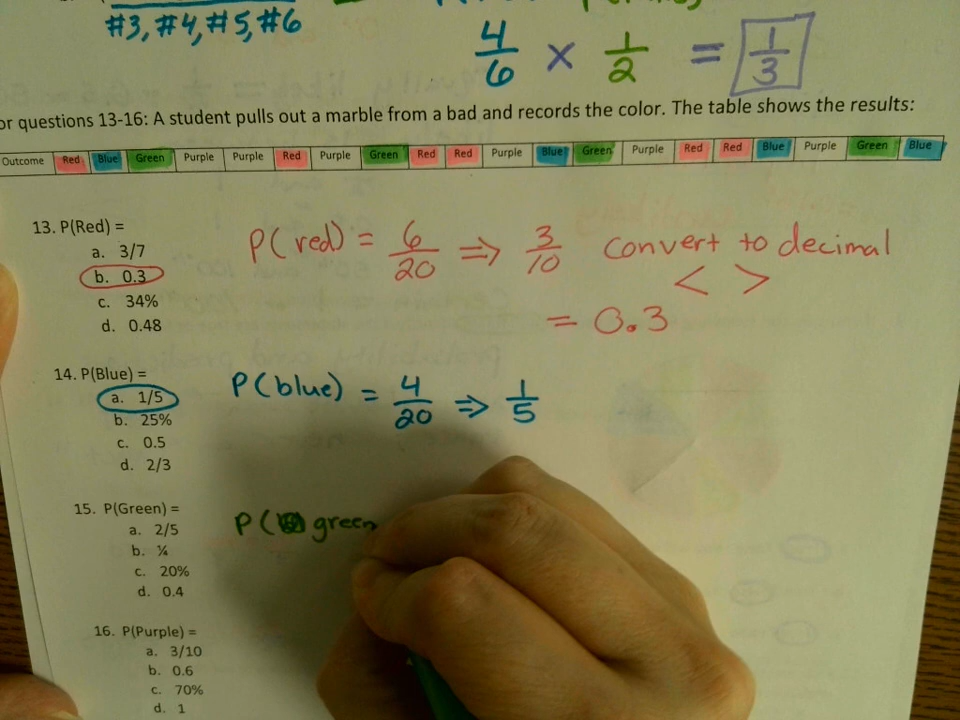 #3, #4, #5, #6
4/6 x 1/2 = 1/3
or questions 13-16: A student pulls out a marble from a bad and records the color. The table shows the results:
Outcome Red Blue Green Purple Purple Red Purple Green Red Red Purple Blue Green Purple Red Red Blue Purple Green Blue
13. P(Red) =
a. 3/7
b. 0.3
c. 34%
d. 0.48
P(red) = 6/20 ⇒ 3/10 convert to decimal
< >
= 0.3
14. P(Blue) =
a. 1/5
b. 25%
c. 0.5
d. 2/3
P(blue) = 4/20 ⇒ 1/5
15. P(Green) =
a. 2/5
b. ¼
c. 20%
d. 0.4
P( green
16. P(Purple) =
a. 3/10
b. 0.6
c. 70%
d. 1